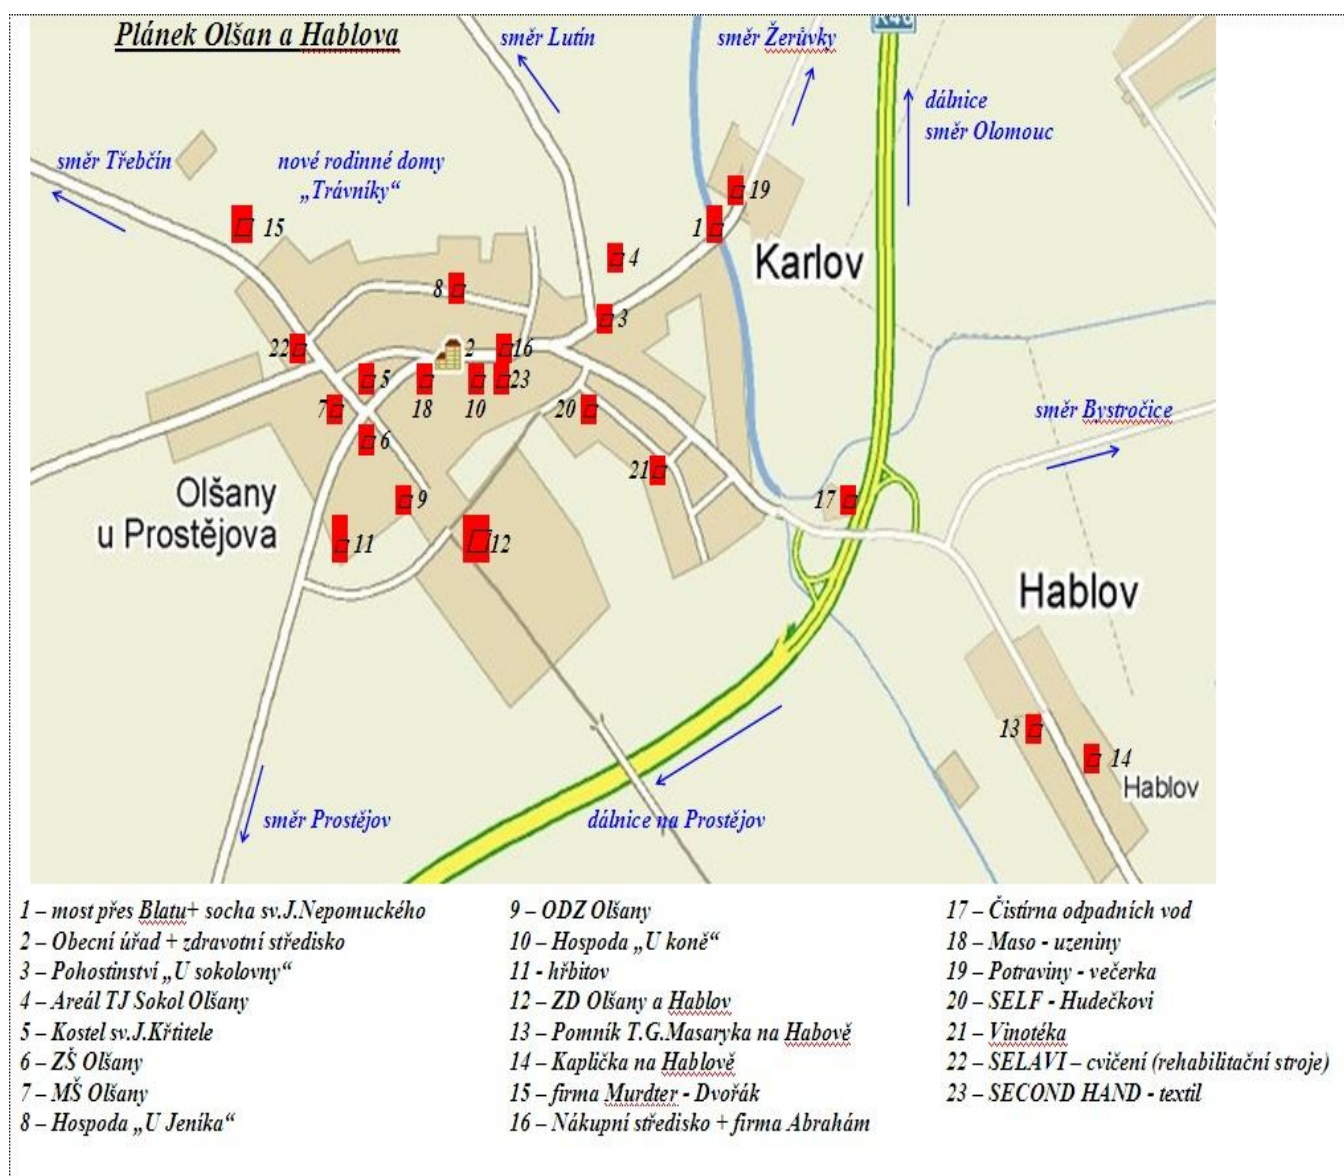 Plánek Olšan a Hablova
směr Lutín
směr Žerůvky
dálnice
směr Olomouc
směr Třebčín
nové rodinné domy
„Trávníky“
19
15
1
4
Karlov
8
3
22
2
16
5
18
10
23
7
20
směr Bystročice
6
21
Olšany
u Prostějova
9
17
11
12
Hablov
13
14
Hablov
směr Prostějov
dálnice na Prostějov
1 – most přes Blatu+ socha sv.J.Nepomuckého
2 – Obecní úřad + zdravotní středisko
3 – Pohostinství „U sokolovny“
4 – Areál TJ Sokol Olšany
5 – Kostel sv.J.Křtitele
6 – ZŠ Olšany
7 – MŠ Olšany
8 – Hospoda „U Jeníka“
9 – ODZ Olšany
10 – Hospoda „U koně“
11 - hřbitov
12 – ZD Olšany a Hablov
13 – Pomník T.G.Masaryka na Habově
14 – Kaplička na Hablově
15 – firma Murdter - Dvořák
16 – Nákupní středisko + firma Abrahám
17 – Čistírna odpadních vod
18 – Maso - uzeniny
19 – Potraviny - večerka
20 – SELF - Hudečkovi
21 – Vinotéka
22 – SELAVI – cvičení (rehabilitační stroje)
23 – SECOND HAND - textil